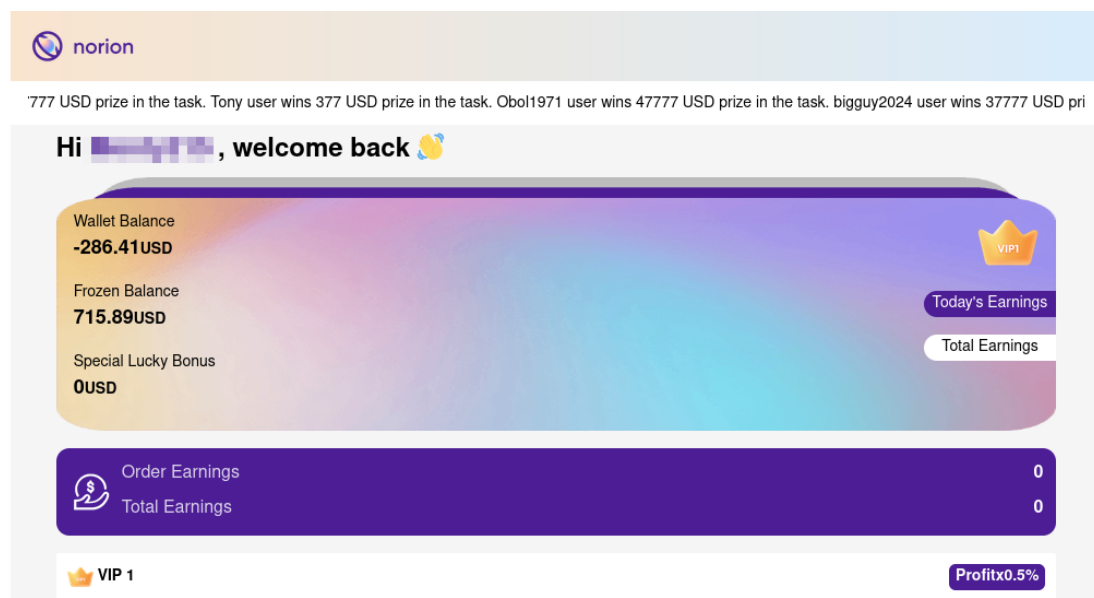 norion
777 USD prize in the task. Tony user wins 377 USD prize in the task. Obol1971 user wins 47777 USD prize in the task. bigguy2024 user wins 37777 USD pri
Hi , welcome back 👋
Wallet Balance
-286.41USD
VIP1
Frozen Balance
Today's Earnings
715.89USD
Total Earnings
Special Lucky Bonus
0USD
Order Earnings 0
Total Earnings 0
VIP 1 Profitx0.5%